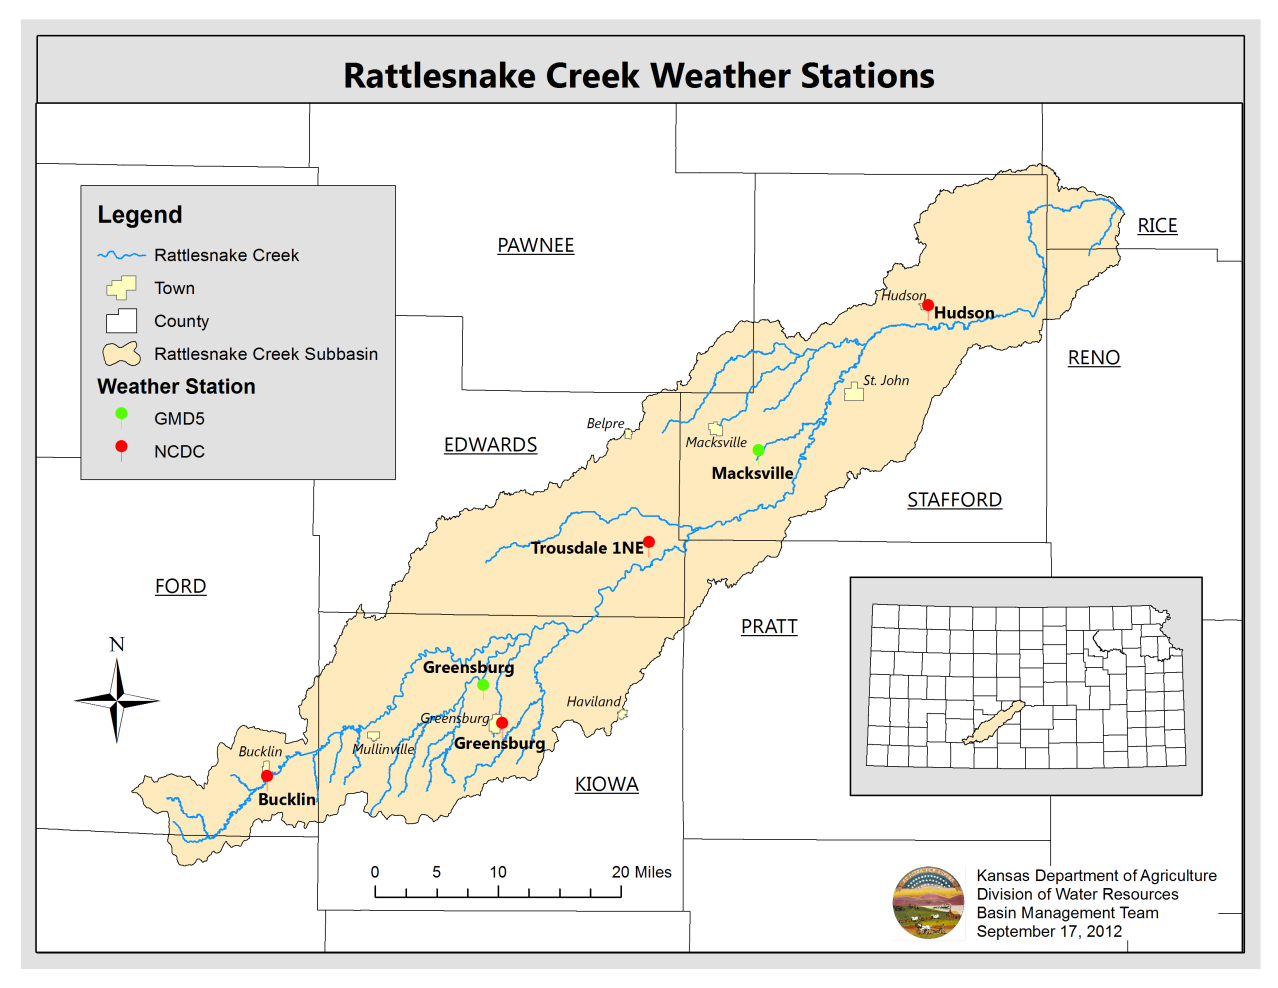 Rattlesnake Creek Weather Stations
Legend
Rattlesnake Creek
Town
County
Rattlesnake Creek Subbasin
Weather Station
GMD5
NCDC
PAWNEE
RICE
Hudson
Hudson
RENO
St. John
Belpre
EDWARDS
Macksville
Macksville
STAFFORD
Trousdale 1NE
FORD
PRATT
N
Greensburg
Haviland
Greensburg
Greensburg
Mullinville
Bucklin
KIOWA
Bucklin
0 5 10 20 Miles
Kansas Department of Agriculture
Division of Water Resources
Basin Management Team
September 17, 2012